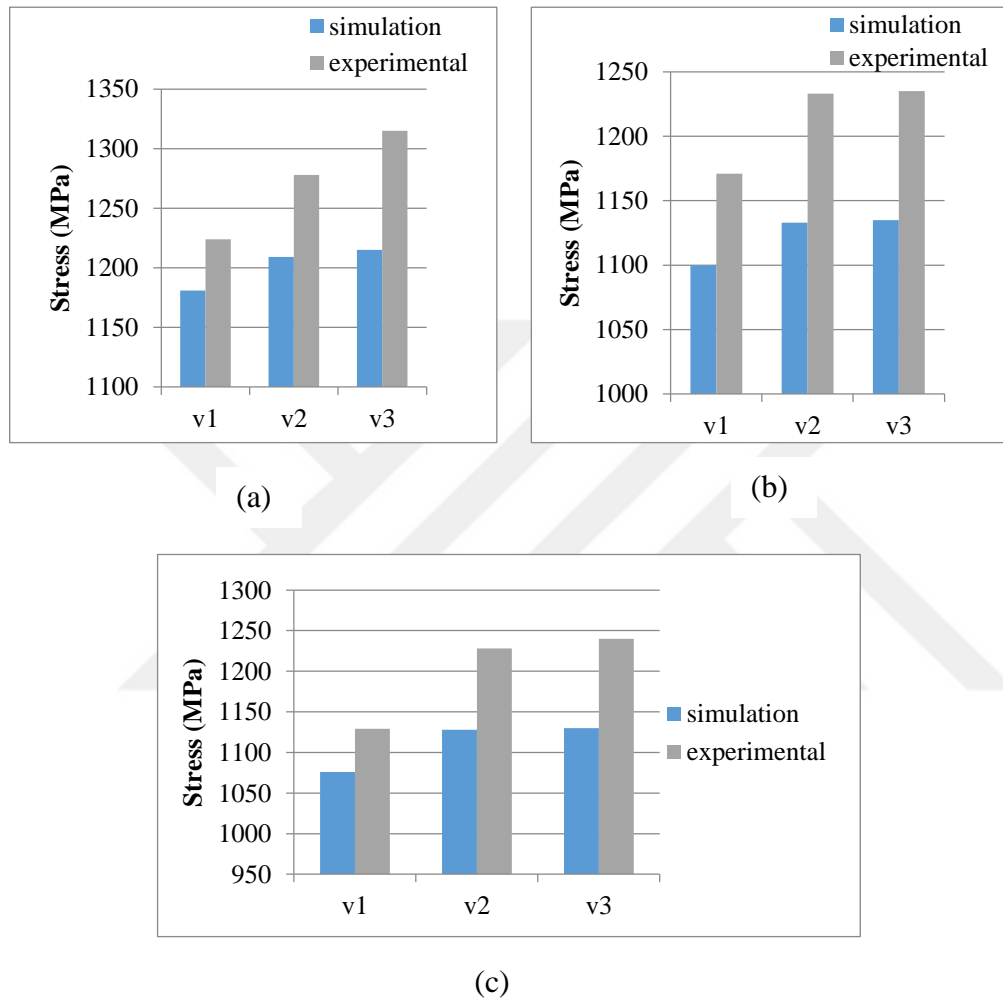 simulation
experimental
1350
1300
1250
1200
1150
1100
Stress (MPa)
v1 v2 v3
(a)
simulation
experimental
1250
1200
1150
1100
1050
1000
Stress (MPa)
v1 v2 v3
(b)
1300
1250
1200
1150
1100
1050
1000
950
Stress (MPa)
v1 v2 v3
simulation
experimental
(c)